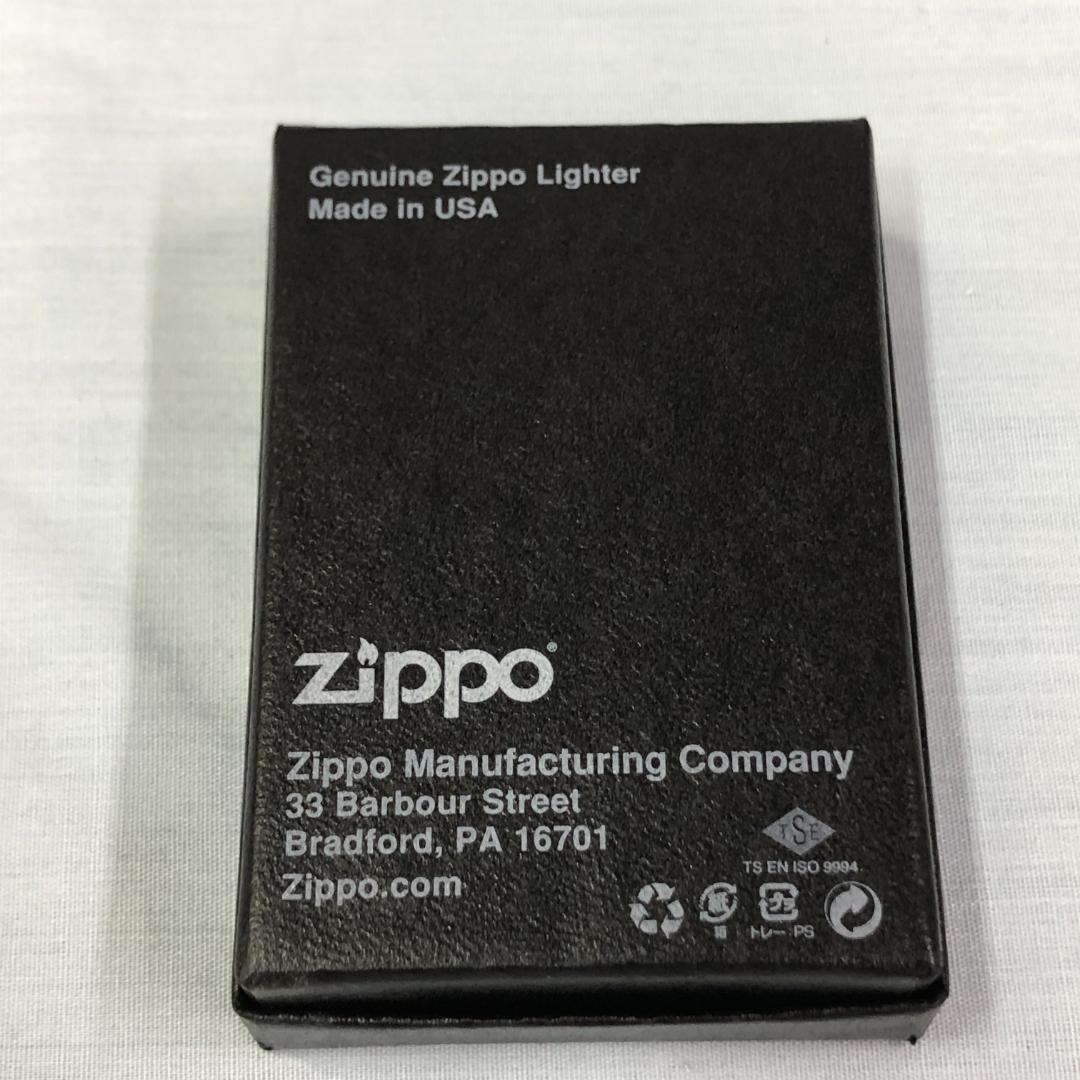 Genuine Zippo Lighter
Made in USA
zippo®
Zippo Manufacturing Company
33 Barbour Street
Bradford, PA 16701
Zippo.com
TSE
TS EN ISO 9994
紙 プラ
箱 トレー：PS